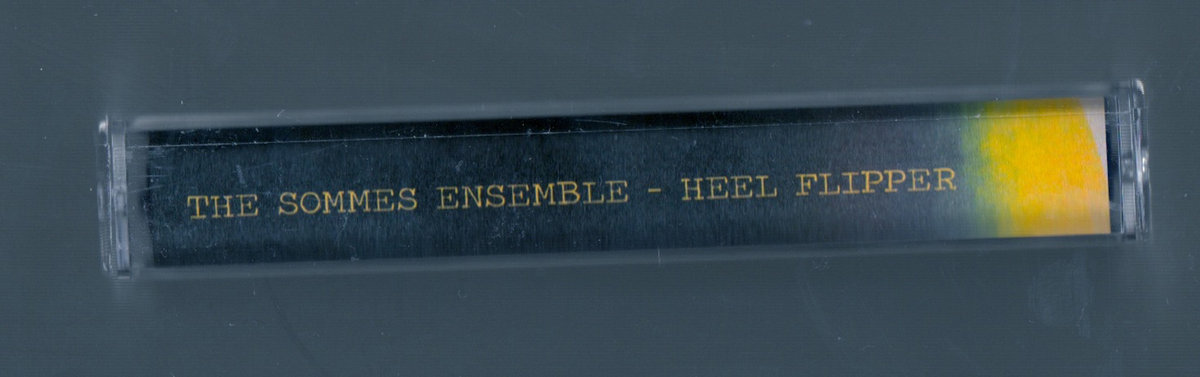 THE SOMMES ENSEMBLE - HEEL FLIPPER